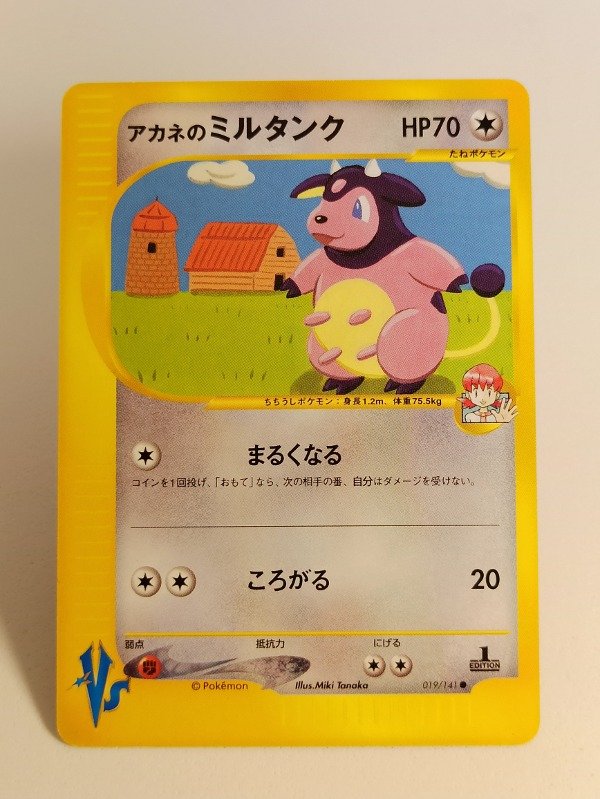 アカネのミルタンク HP70
たねポケモン
ちちうしポケモン：身長1.2m、体重75.5kg
まるくなる
コインを1回投げ、「おもて」なら、次の相手の番、自分はダメージを受けない。
ころがる 20
弱点 抵抗力 にげる
1 EDITION
© Pokémon Illus.Miki Tanaka 019/141 ●
VS